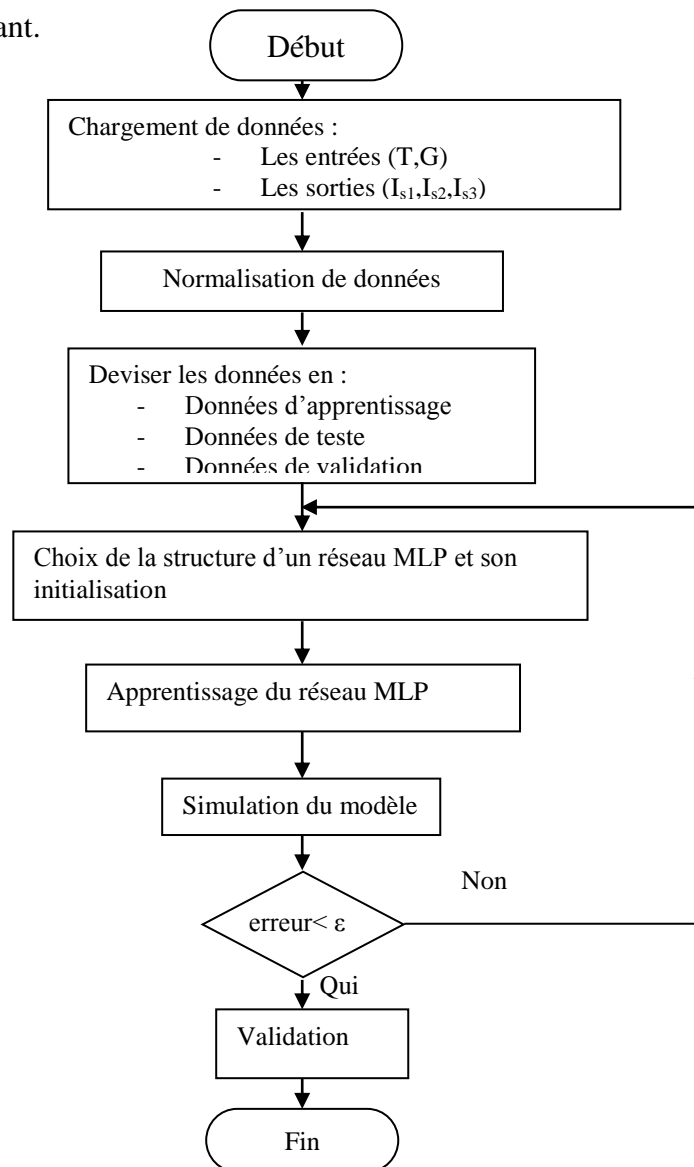 ant.
Début
Chargement de données :
- Les entrées (T,G)
- Les sorties (Is1,Is2,Is3)
Normalisation de données
Deviser les données en :
- Données d’apprentissage
- Données de teste
- Données de validation
Choix de la structure d’un réseau MLP et son
initialisation
Apprentissage du réseau MLP
Simulation du modèle
Non
erreur< ε
Qui
Validation
Fin